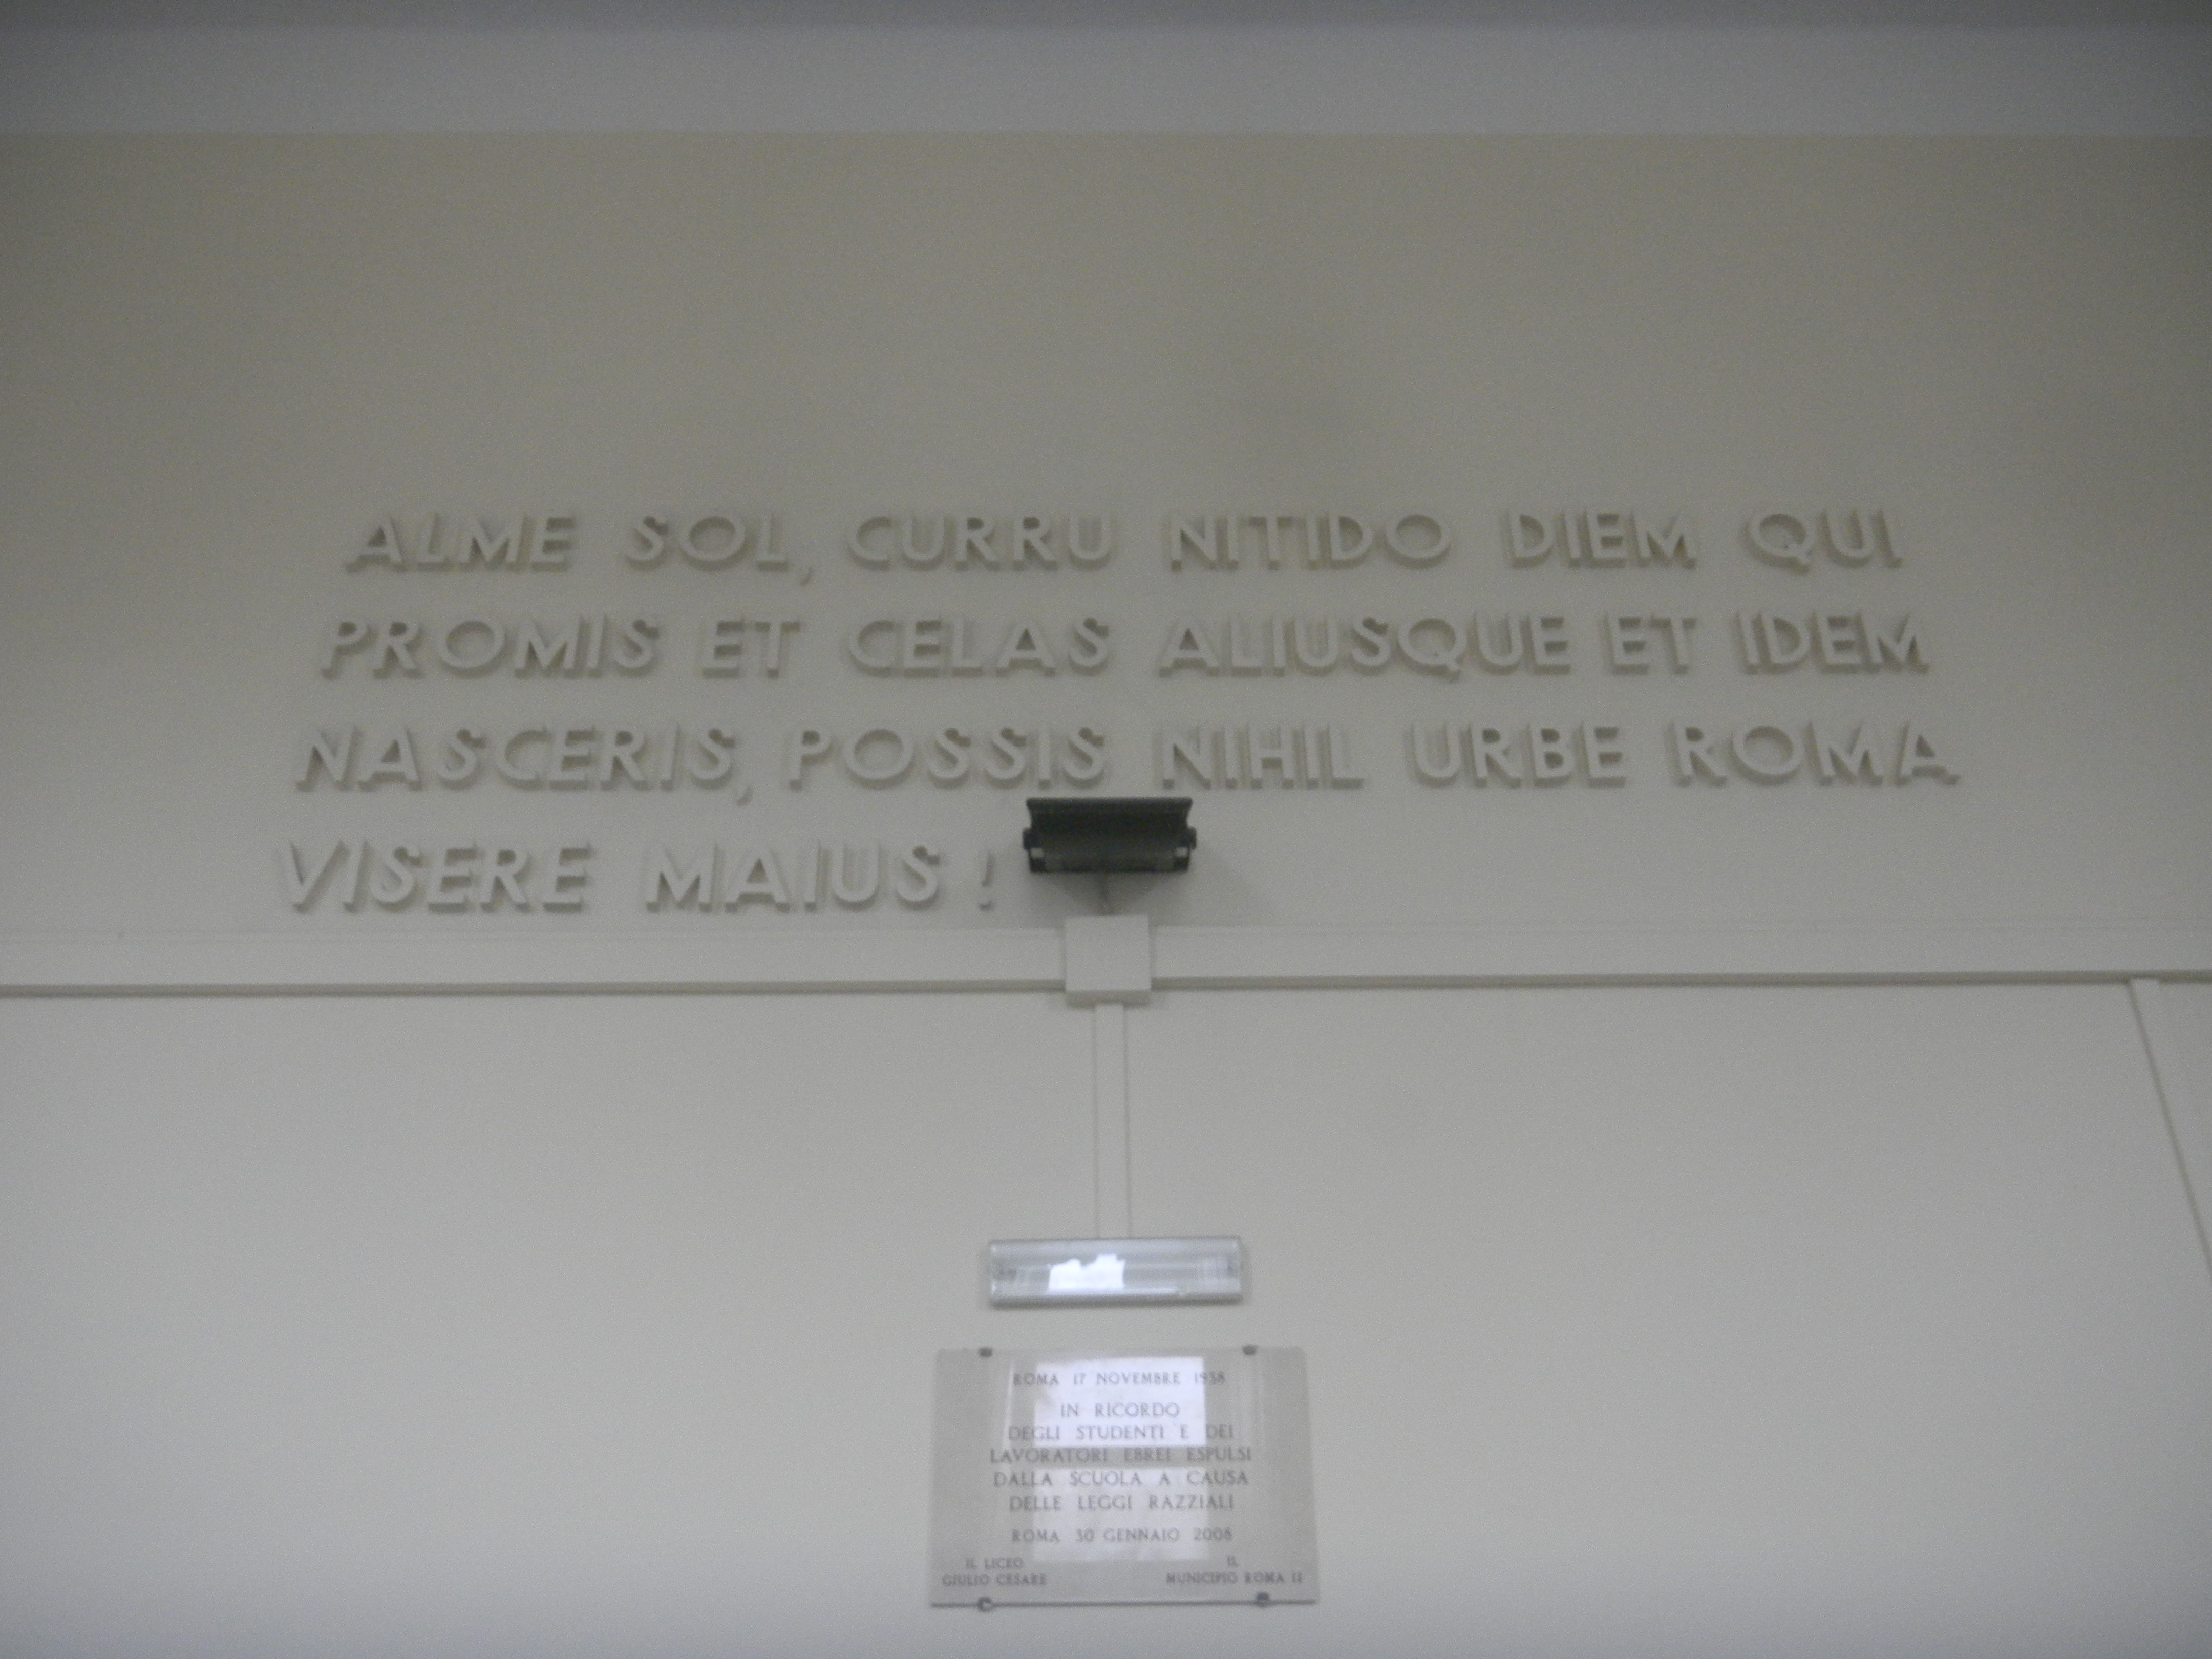 ALME SOL, CURRU NITIDO DIEM QUI
PROMIS ET CELAS ALIUSQUE ET IDEM
NASCERIS, POSSIS NIHIL URBE ROMA
VISERE MAIUS !
ROMA 17 NOVEMBRE 1938
IN RICORDO
DEGLI STUDENTI E DEI
LAVORATORI EBREI ESPULSI
DALLA SCUOLA A CAUSA
DELLE LEGGI RAZZIALI
ROMA 30 GENNAIO 2008
IL LICEO
GIULIO CESARE
IL
MUNICIPIO ROMA II